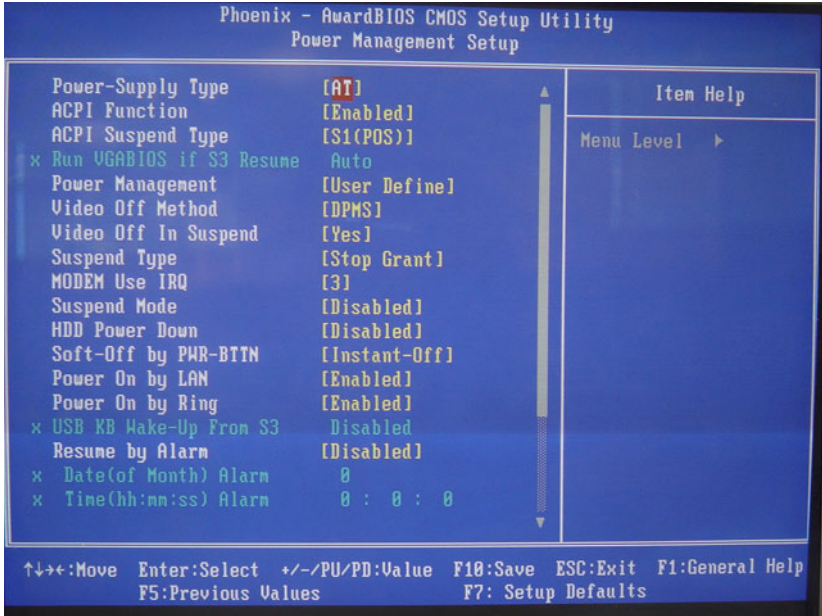 Phoenix - AwardBIOS CMOS Setup Utility
Power Management Setup
Power-Supply Type [AT]
ACPI Function [Enabled]
ACPI Suspend Type [S1(POS)]
x Run VGABIOS if S3 Resume Auto
Power Management [User Define]
Video Off Method [DPMS]
Video Off In Suspend [Yes]
Suspend Type [Stop Grant]
MODEM Use IRQ [3]
Suspend Mode [Disabled]
HDD Power Down [Disabled]
Soft-Off by PWR-BTTN [Instant-Off]
Power On by LAN [Enabled]
Power On by Ring [Enabled]
x USB KB Wake-Up From S3 Disabled
Resume by Alarm [Disabled]
x Date(of Month) Alarm 0
x Time(hh:mm:ss) Alarm 0 : 0 : 0
Item Help
Menu Level ▶
↑↓→←:Move Enter:Select +/-/PU/PD:Value F10:Save ESC:Exit F1:General Help
F5:Previous Values F7: Setup Defaults